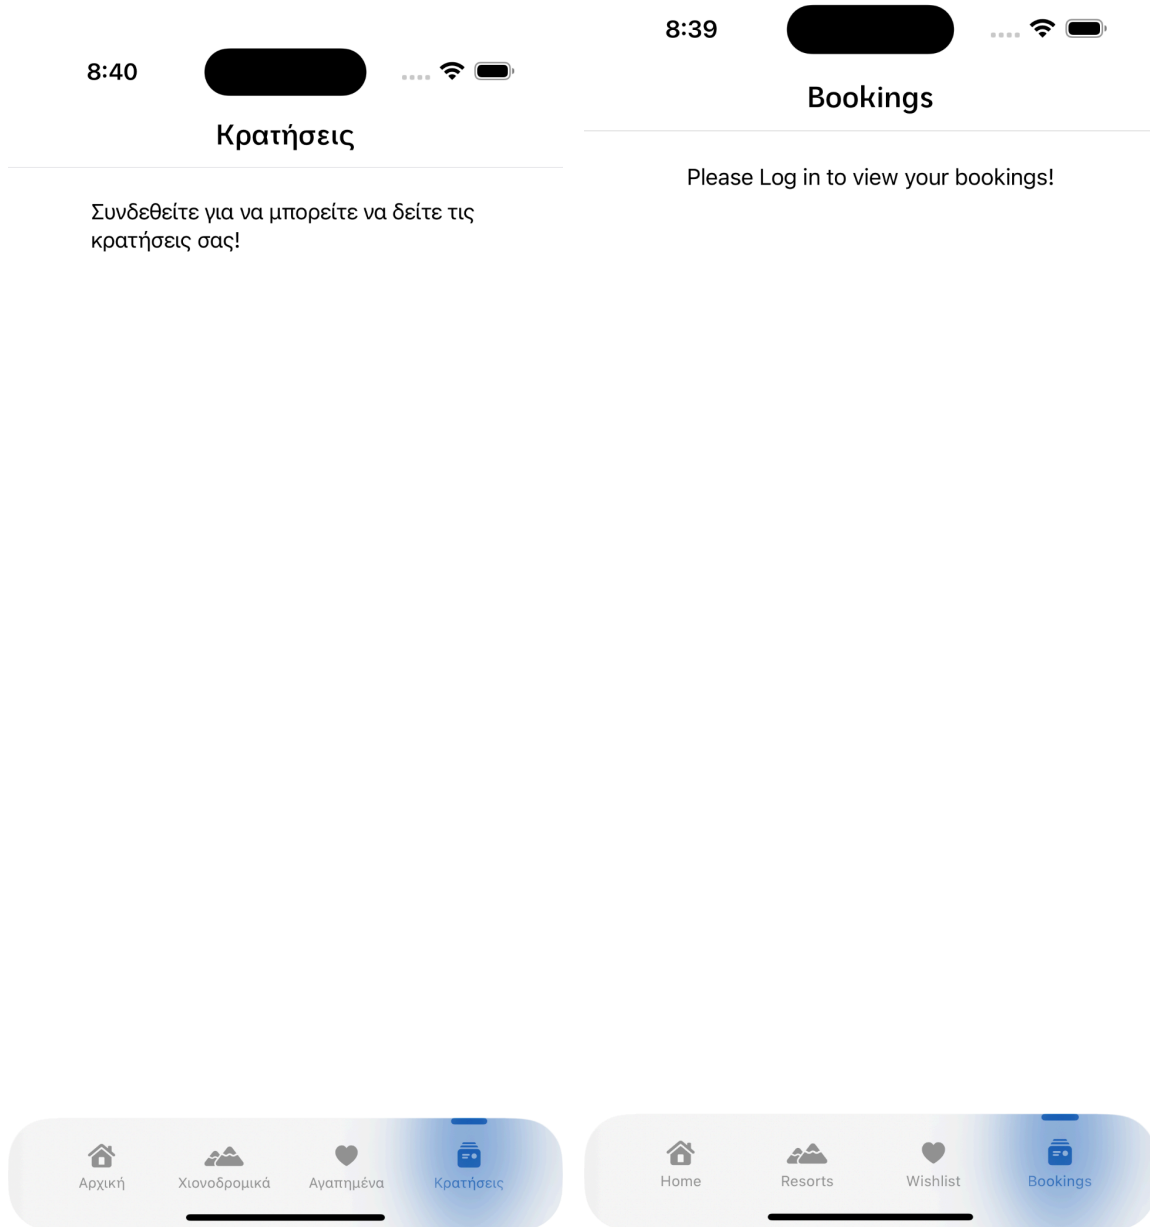 8:40
Κρατήσεις
Συνδεθείτε για να μπορείτε να δείτε τις
κρατήσεις σας!
Αρχική Χιονοδρομικά Αγαπημένα Κρατήσεις
8:39
Bookings
Please Log in to view your bookings!
Home Resorts Wishlist Bookings